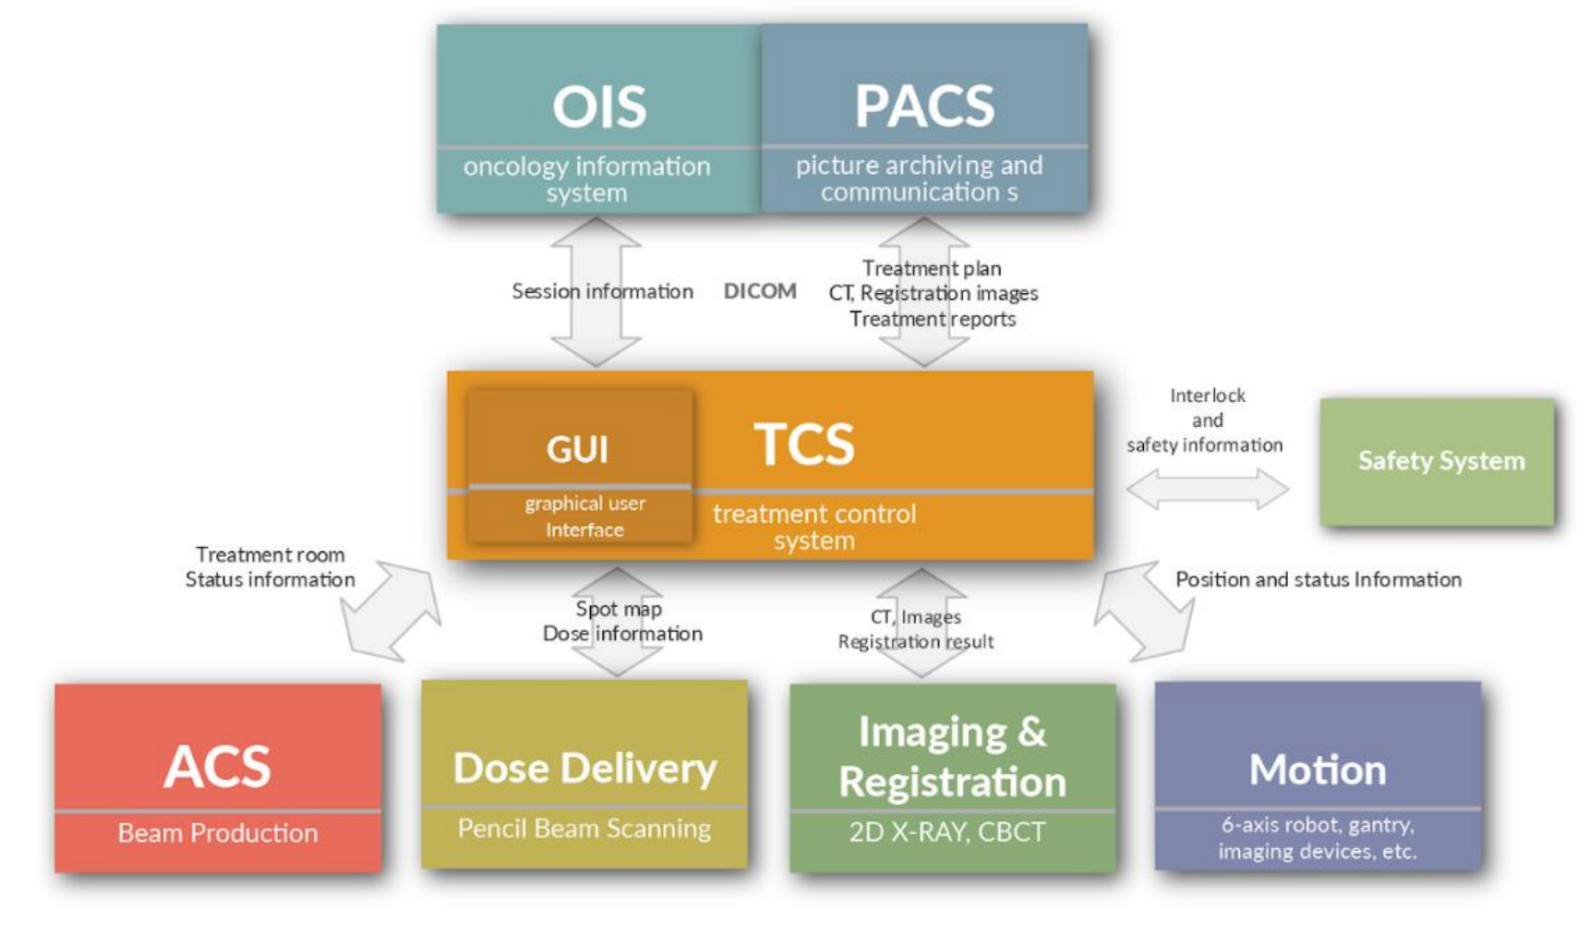 OIS
oncology information
system
PACS
picture archiving and
communication s
Session information
DICOM
Treatment plan
CT, Registration images
Treatment reports
GUI
graphical user
Interface
TCS
treatment control
system
Interlock
and
safety information
Safety System
Treatment room
Status information
Spot map
Dose information
CT, Images
Registration result
Position and status Information
ACS
Beam Production
Dose Delivery
Pencil Beam Scanning
Imaging &
Registration
2D X-RAY, CBCT
Motion
6-axis robot, gantry,
imaging devices, etc.